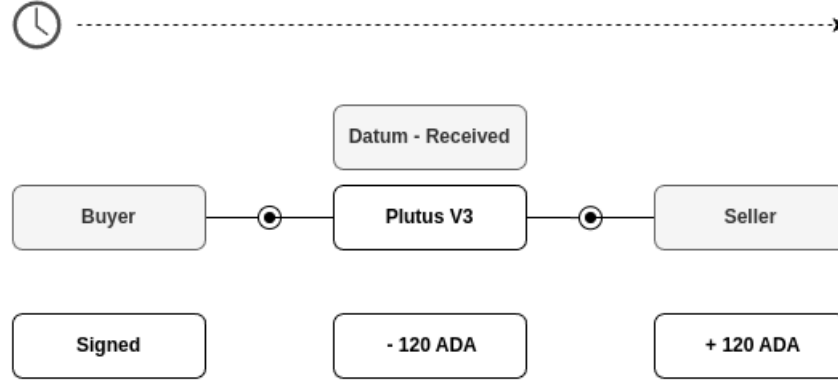 Datum - Received
Buyer
Plutus V3
Seller
Signed
- 120 ADA
+ 120 ADA